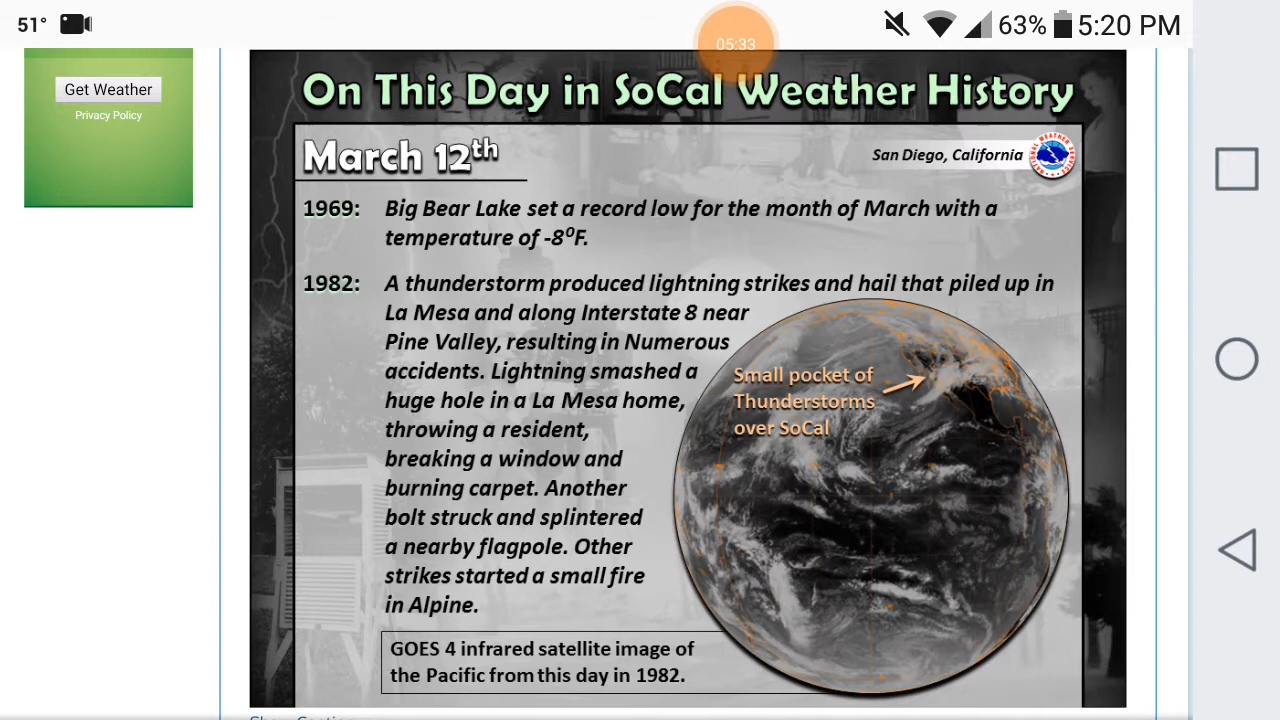 51°
05:33
63% 5:20 PM
Get Weather
Privacy Policy
On This Day in SoCal Weather History
March 12th
San Diego, California
1969: Big Bear Lake set a record low for the month of March with a
temperature of -8⁰F.
1982: A thunderstorm produced lightning strikes and hail that piled up in
La Mesa and along Interstate 8 near
Pine Valley, resulting in Numerous
accidents. Lightning smashed a
huge hole in a La Mesa home,
throwing a resident,
breaking a window and
burning carpet. Another
bolt struck and splintered
a nearby flagpole. Other
strikes started a small fire
in Alpine.
Small pocket of
Thunderstorms
over SoCal
GOES 4 infrared satellite image of
the Pacific from this day in 1982.